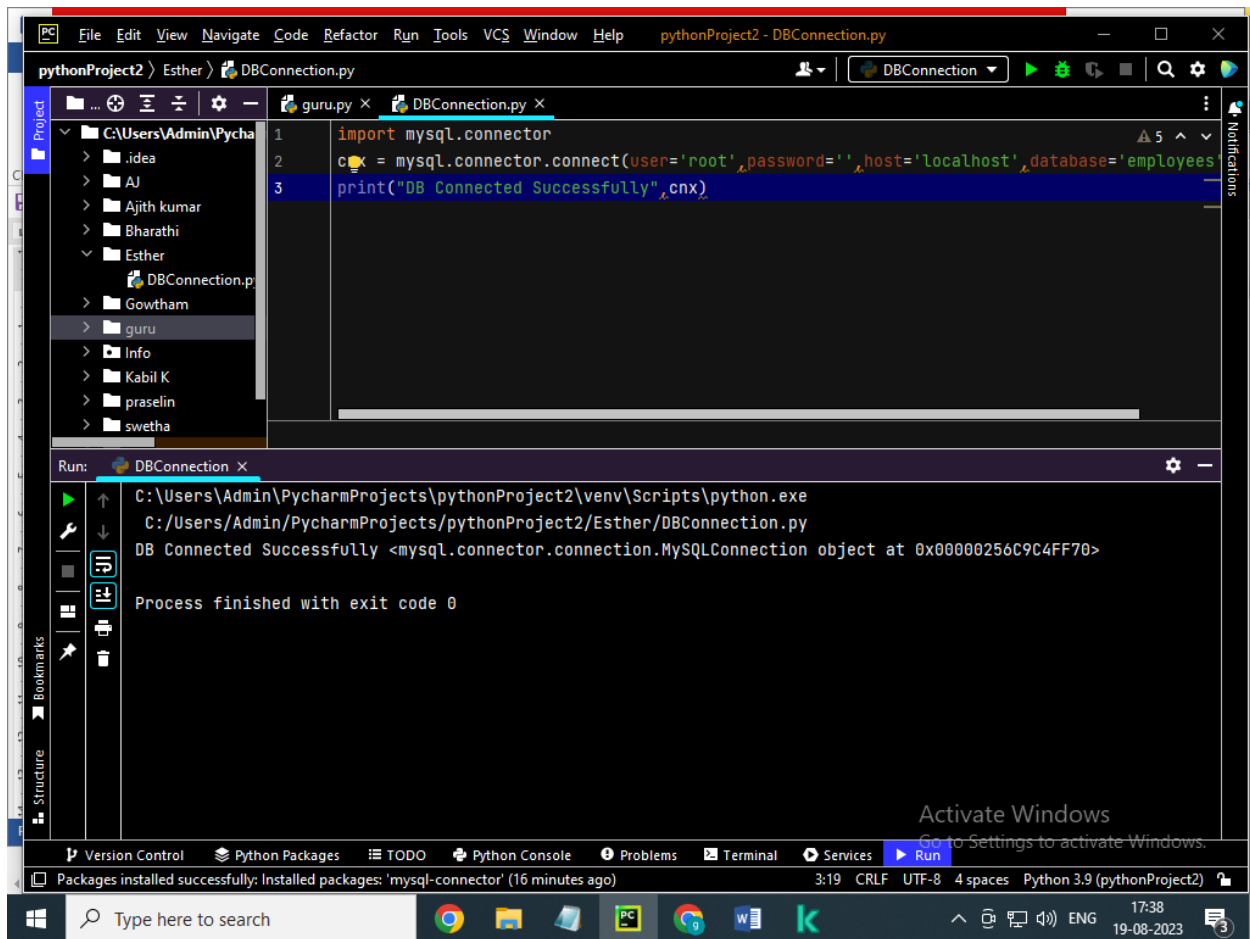 PC File Edit View Navigate Code Refactor Run Tools VCS Window Help pythonProject2 - DBConnection.py
pythonProject2 〉 Esther 〉 DBConnection.py
DBConnection
Project
...
guru.py
DBConnection.py
Notifications
C:\Users\Admin\Pycha
.idea
AJ
Ajith kumar
Bharathi
Esther
DBConnection.py
Gowtham
guru
Info
Kabil K
praselin
swetha
1 import mysql.connector
5
2 cnx = mysql.connector.connect(user='root',password='',host='localhost',database='employees'
3 print("DB Connected Successfully",cnx)
Run: DBConnection
C:\Users\Admin\PycharmProjects\pythonProject2\venv\Scripts\python.exe
C:/Users/Admin/PycharmProjects/pythonProject2/Esther/DBConnection.py
DB Connected Successfully <mysql.connector.connection.MySQLConnection object at 0x00000256C9C4FF70>
Process finished with exit code 0
Bookmarks
Structure
Activate Windows
Go to Settings to activate Windows.
Version Control Python Packages TODO Python Console Problems Terminal Services Run
Packages installed successfully: Installed packages: 'mysql-connector' (16 minutes ago) 3:19 CRLF UTF-8 4 spaces Python 3.9 (pythonProject2)
Type here to search
PC
g
ENG
17:38
19-08-2023
3